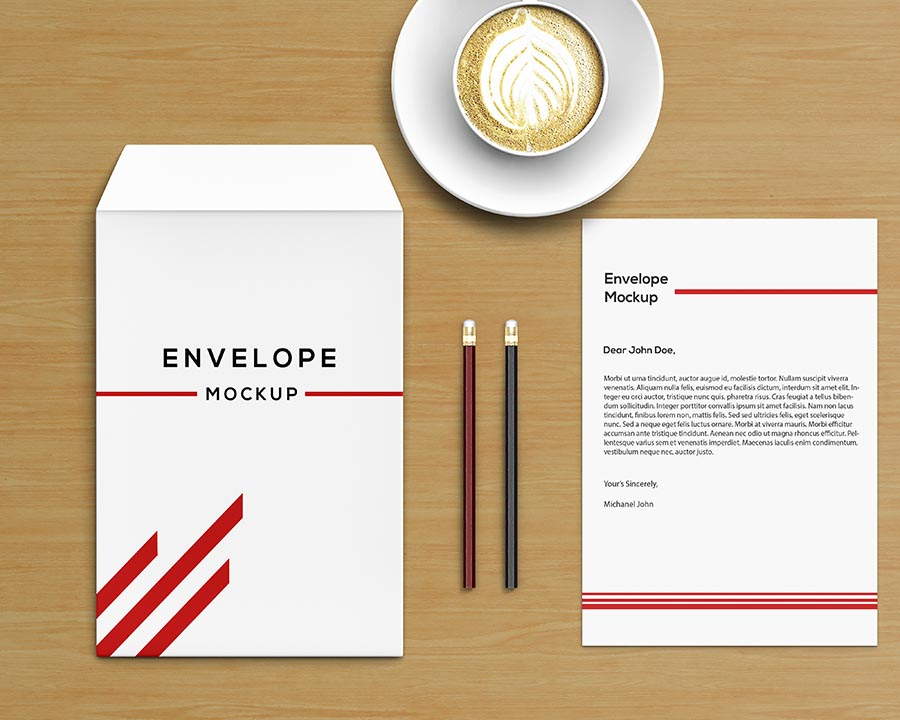 ENVELOPE
MOCKUP
Envelope
Mockup
Dear John Doe,
Morbi ut urna tincidunt, auctor augue id, molestie tortor. Nullam suscipit viverra
venenatis. Aliquam nulla felis, euismod eu facilisis dictum, interdum sit amet elit. In-
teger eu orci auctor, tristique nunc quis, pharetra risus. Cras feugiat a tellus biben-
dum sollicitudin. Integer porttitor convallis ipsum sit amet facilisis. Nam non lacus
tincidunt, finibus lorem non, mattis felis. Sed sed ultricies felis, eget scelerisque
nunc. Sed a neque eget felis luctus ornare. Morbi at viverra mauris. Morbi efficitur
accumsan ante tristique tincidunt. Aenean nec odio ut magna rhoncus efficitur. Pel-
lentesque varius sem et venenatis imperdiet. Maecenas iaculis enim condimentum,
vestibulum neque nec, auctor justo.
Your's Sincerely,
Michanel John